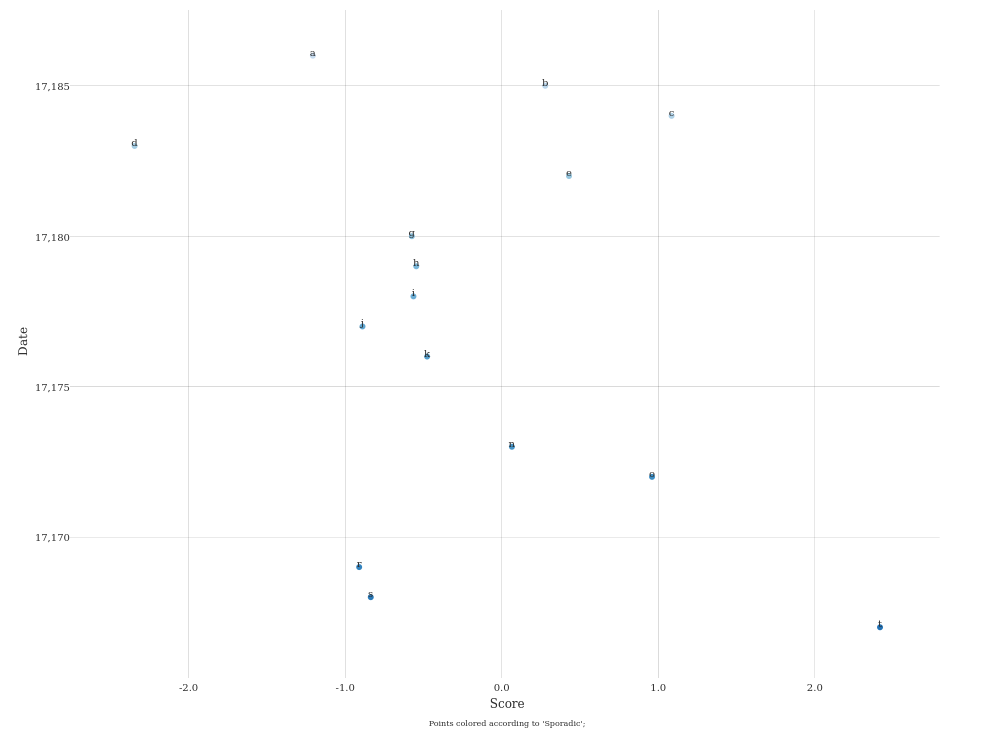 a
b
17,185
c
d
e
17,180
g
h
i
j
Date
k
17,175
n
o
17,170
r
s
t
-2.0 -1.0 0.0 1.0 2.0
Score
Points colored according to 'Sporadic';